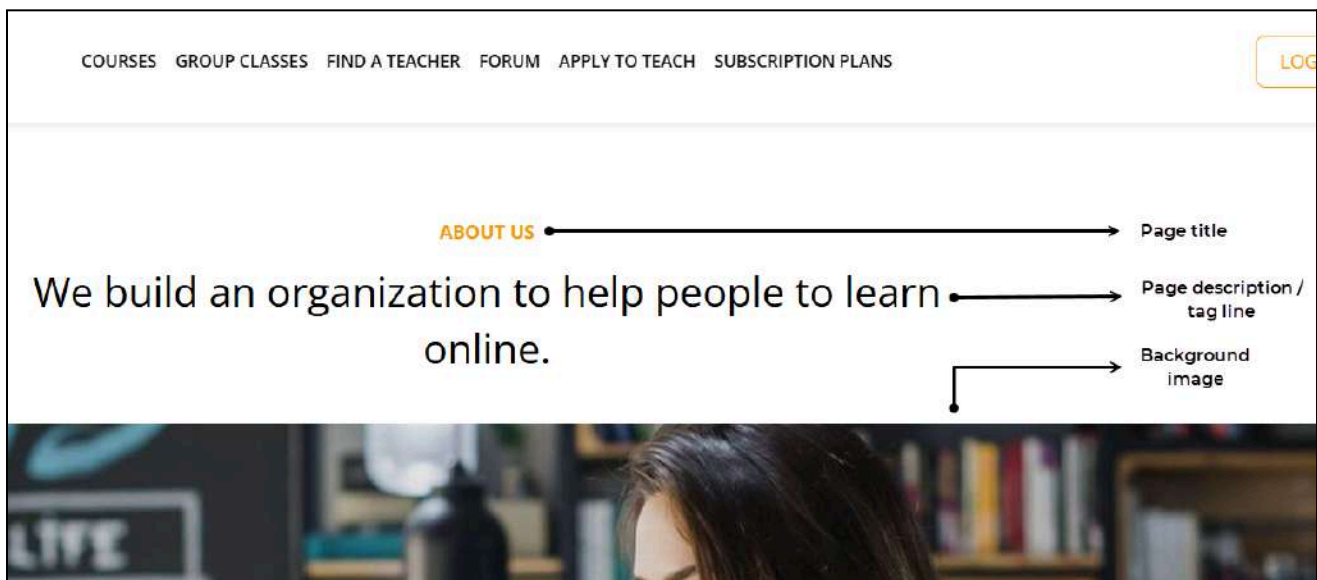 COURSES GROUP CLASSES FIND A TEACHER FORUM APPLY TO TEACH SUBSCRIPTION PLANS
LOG
ABOUT US
Page title
We build an organization to help people to learn
online.
Page description /
tag line
Background
image
LIFE